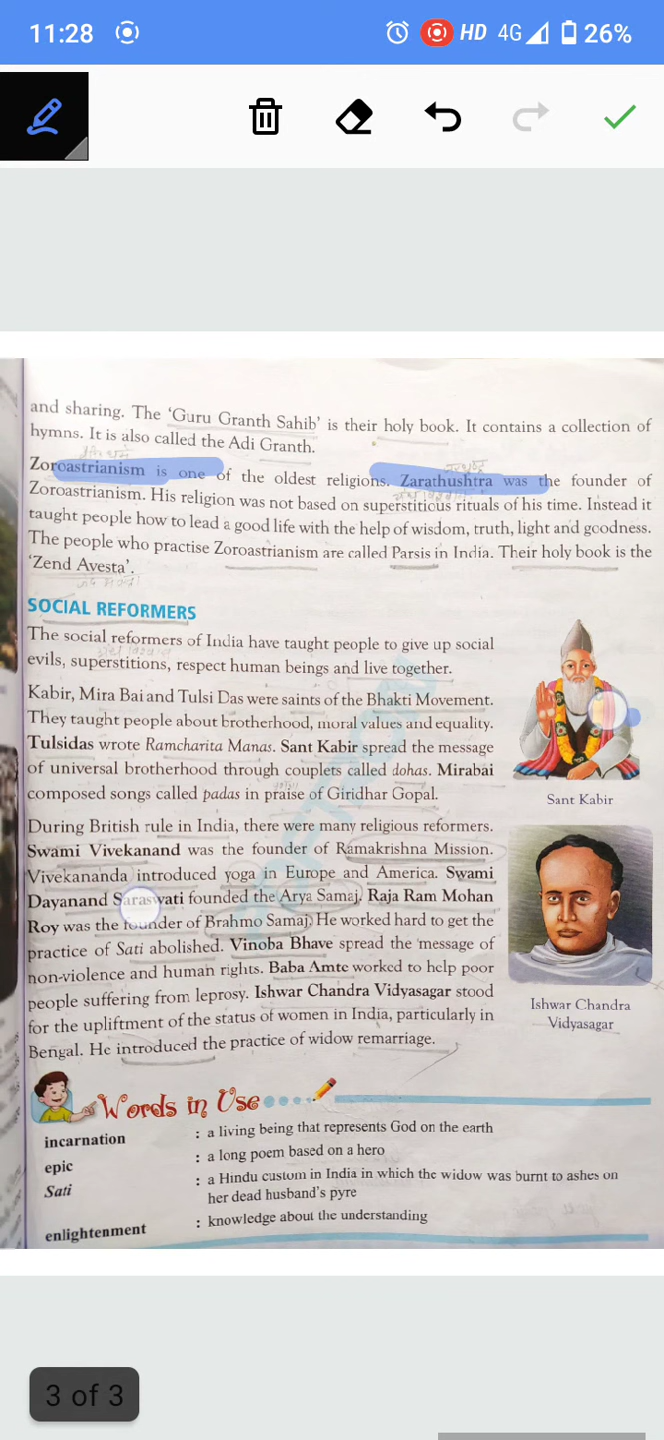 11:28
HD 4G 26%
and sharing. The ‘Guru Granth Sahib’ is their holy book. It contains a collection of
hymns. It is also called the Adi Granth.
Zoroastrianism is one of the oldest religions. Zarathushtra was the founder of
Zoroastrianism. His religion was not based on superstitious rituals of his time. Instead it
taught people how to lead a good life with the help of wisdom, truth, light and goodness.
The people who practise Zoroastrianism are called Parsis in India. Their holy book is the
‘Zend Avesta’.
SOCIAL REFORMERS
The social reformers of India have taught people to give up social
evils, superstitions, respect human beings and live together.
Kabir, Mira Bai and Tulsi Das were saints of the Bhakti Movement.
They taught people about brotherhood, moral values and equality.
Tulsidas wrote Ramcharita Manas. Sant Kabir spread the message
of universal brotherhood through couplets called dohas. Mirabai
composed songs called padas in praise of Giridhar Gopal.
Sant Kabir
During British rule in India, there were many religious reformers.
Swami Vivekanand was the founder of Ramakrishna Mission.
Vivekananda introduced yoga in Europe and America. Swami
Dayanand Saraswati founded the Arya Samaj. Raja Ram Mohan
Roy was the founder of Brahmo Samaj. He worked hard to get the
practice of Sati abolished. Vinoba Bhave spread the message of
non-violence and human rights. Baba Amte worked to help poor
people suffering from leprosy. Ishwar Chandra Vidyasagar stood
for the upliftment of the status of women in India, particularly in
Bengal. He introduced the practice of widow remarriage.
Ishwar Chandra
Vidyasagar
Words in Use
incarnation : a living being that represents God on the earth
epic : a long poem based on a hero
Sati : a Hindu custom in India in which the widow was burnt to ashes on
her dead husband’s pyre
enlightenment : knowledge about the understanding
3 of 3